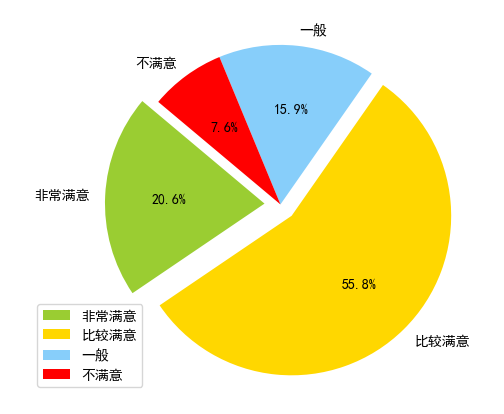 一般
不满意
15.9%
7.6%
非常满意
20.6%
55.8%
比较满意
非常满意
比较满意
一般
不满意